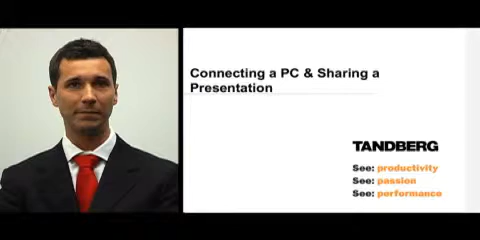 Connecting a PC & Sharing a
Presentation
TANDBERG
See: productivity
See: passion
See: performance